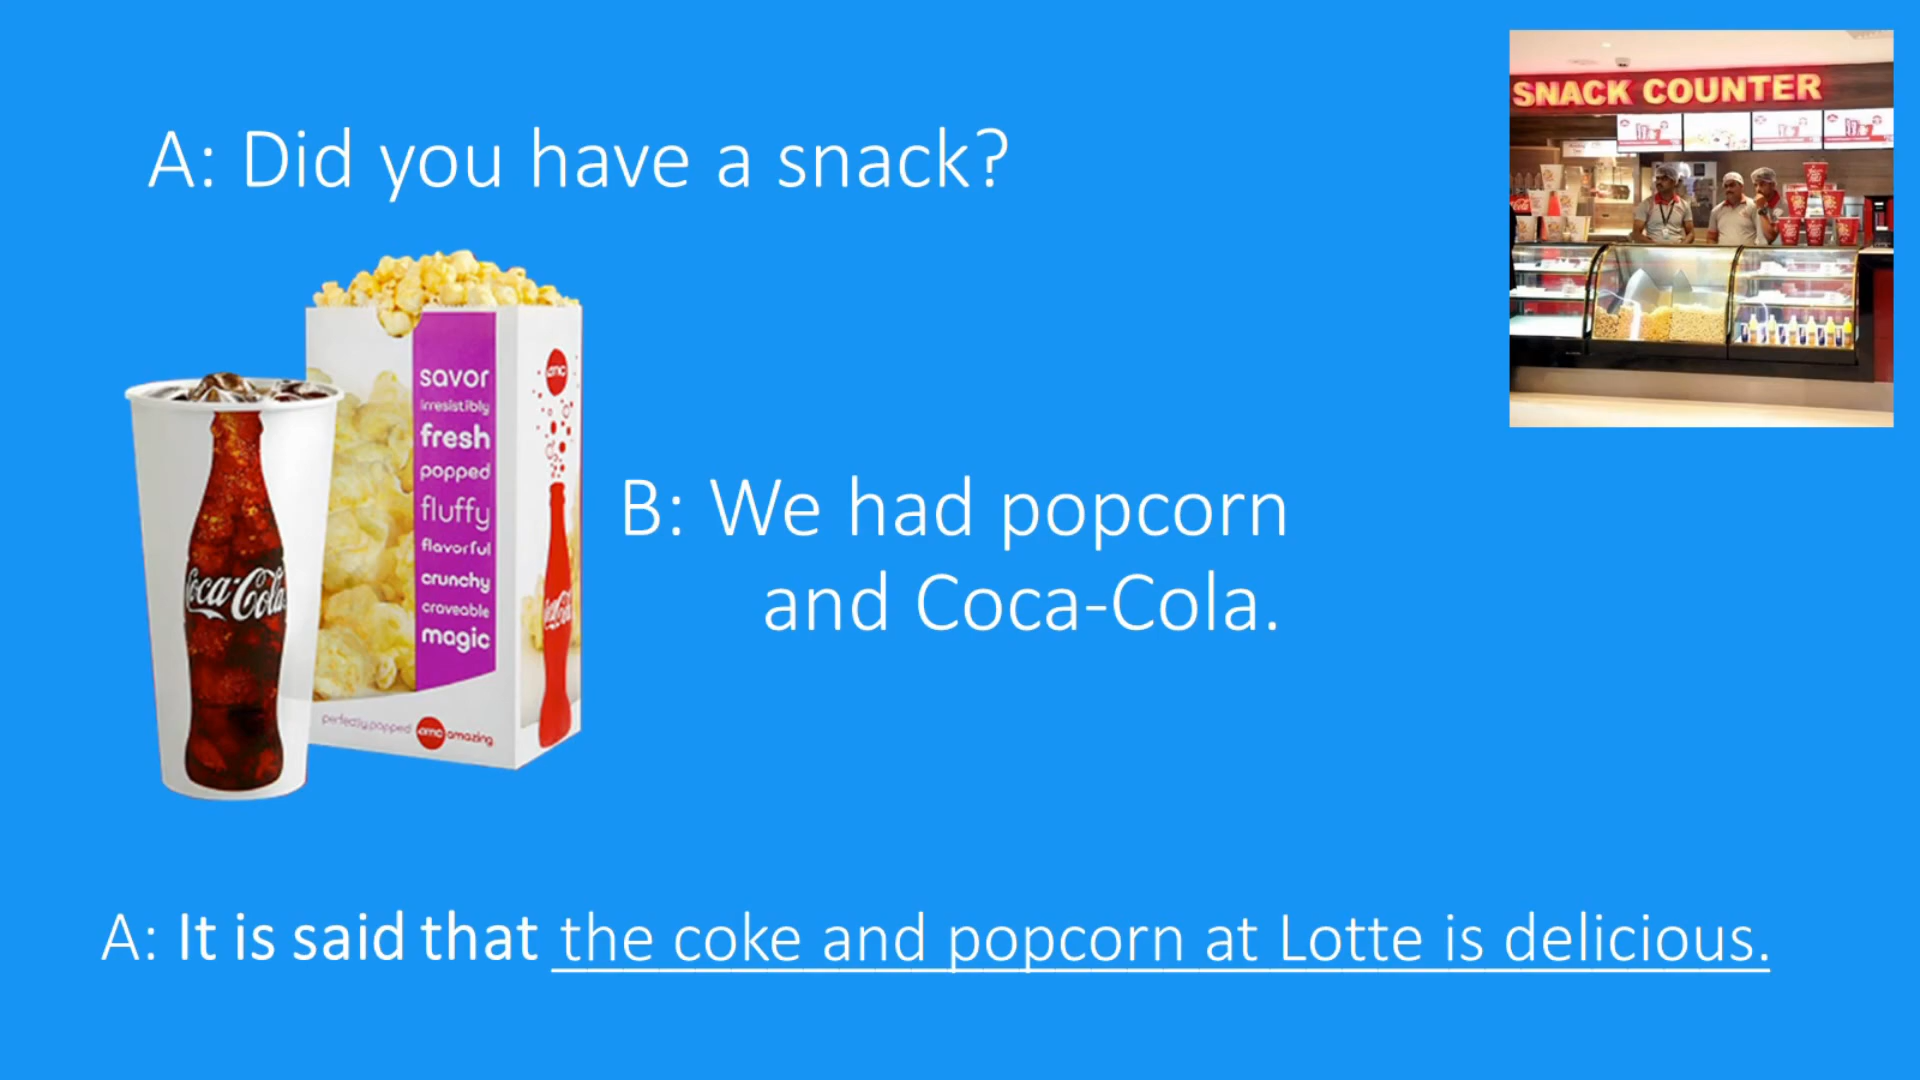 A: Did you have a snack?
SNACK COUNTER
savor
irresistibly
fresh
popped
fluffy
flavorful
crunchy
craveable
magic
amc
Coca-Cola
perfectly popped amc amazing
B: We had popcorn
and Coca-Cola.
A: It is said that the coke and popcorn at Lotte is delicious.